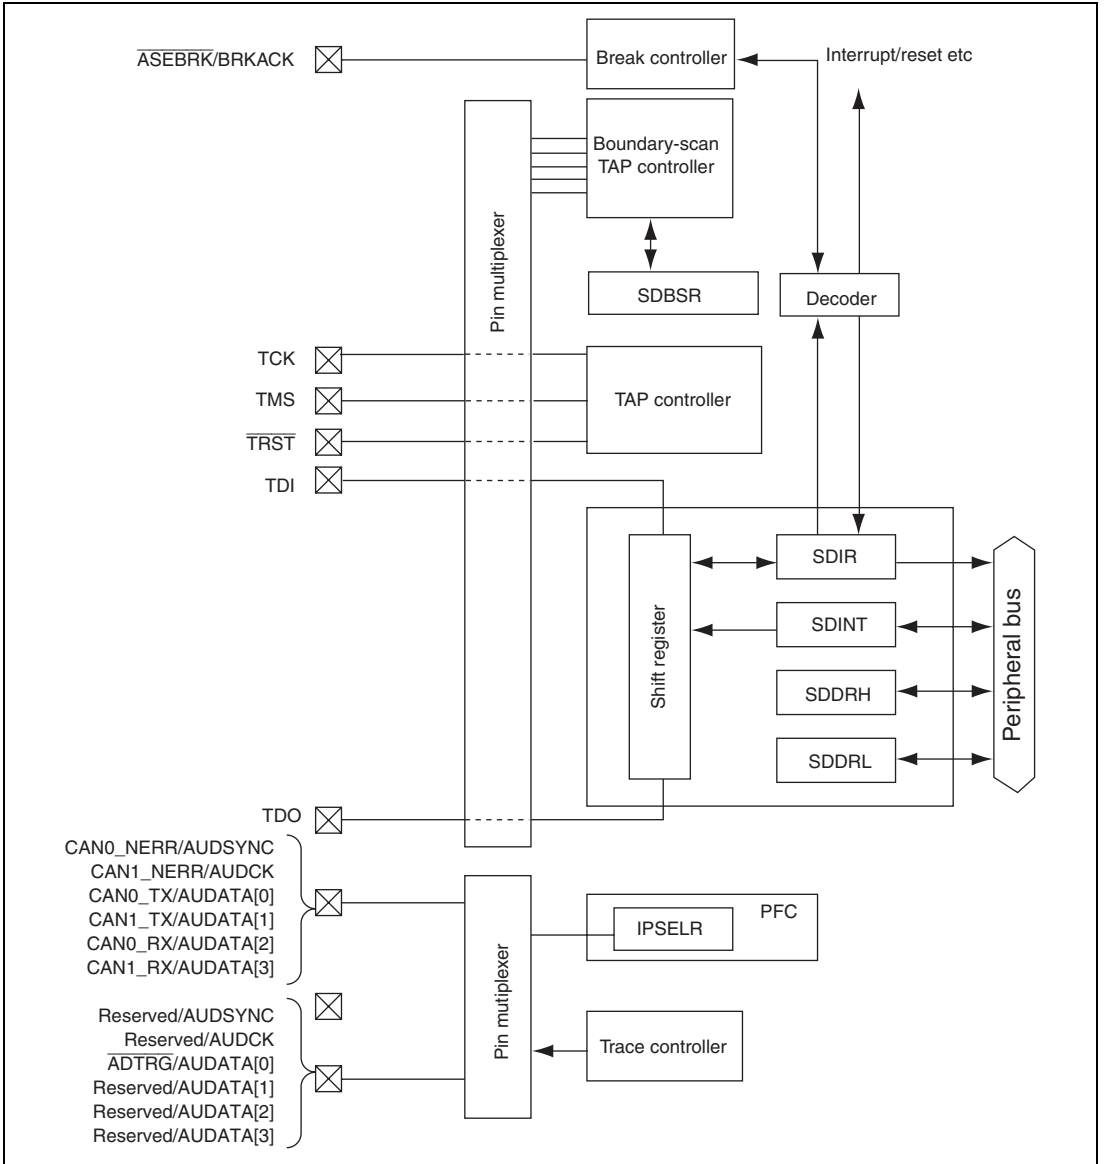 ASEBRK/BRKACK
Break controller
Interrupt/reset etc
Boundary-scan
TAP controller
Pin multiplexer
SDBSR
Decoder
TCK
TMS
TRST
TDI
TAP controller
Shift register
SDIR
SDINT
SDDRH
SDDRL
Peripheral bus
TDO
CAN0_NERR/AUDSYNC
CAN1_NERR/AUDCK
CAN0_TX/AUDATA[0]
CAN1_TX/AUDATA[1]
CAN0_RX/AUDATA[2]
CAN1_RX/AUDATA[3]
Pin mutiplexer
PFC
IPSELR
Reserved/AUDSYNC
Reserved/AUDCK
ADTRG/AUDATA[0]
Reserved/AUDATA[1]
Reserved/AUDATA[2]
Reserved/AUDATA[3]
Trace controller